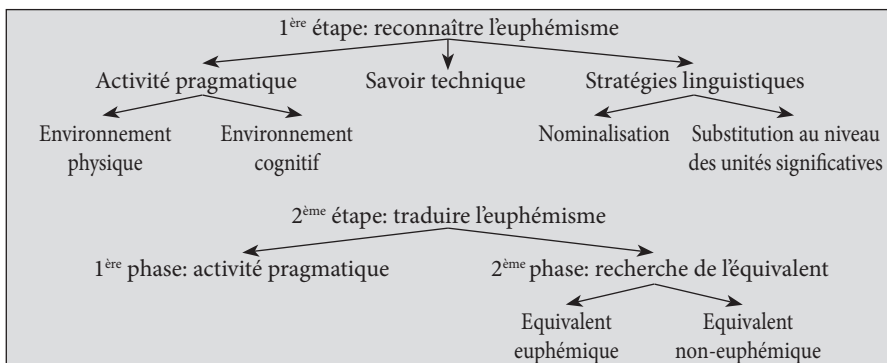 1ère étape: reconnaître l'euphémisme
Activité pragmatique Savoir technique Stratégies linguistiques
Environnement physique Environnement cognitif Nominalisation Substitution au niveau des unités significatives
2ème étape: traduire l'euphémisme
1ère phase: activité pragmatique 2ème phase: recherche de l'équivalent
Equivalent euphémique Equivalent non-euphémique